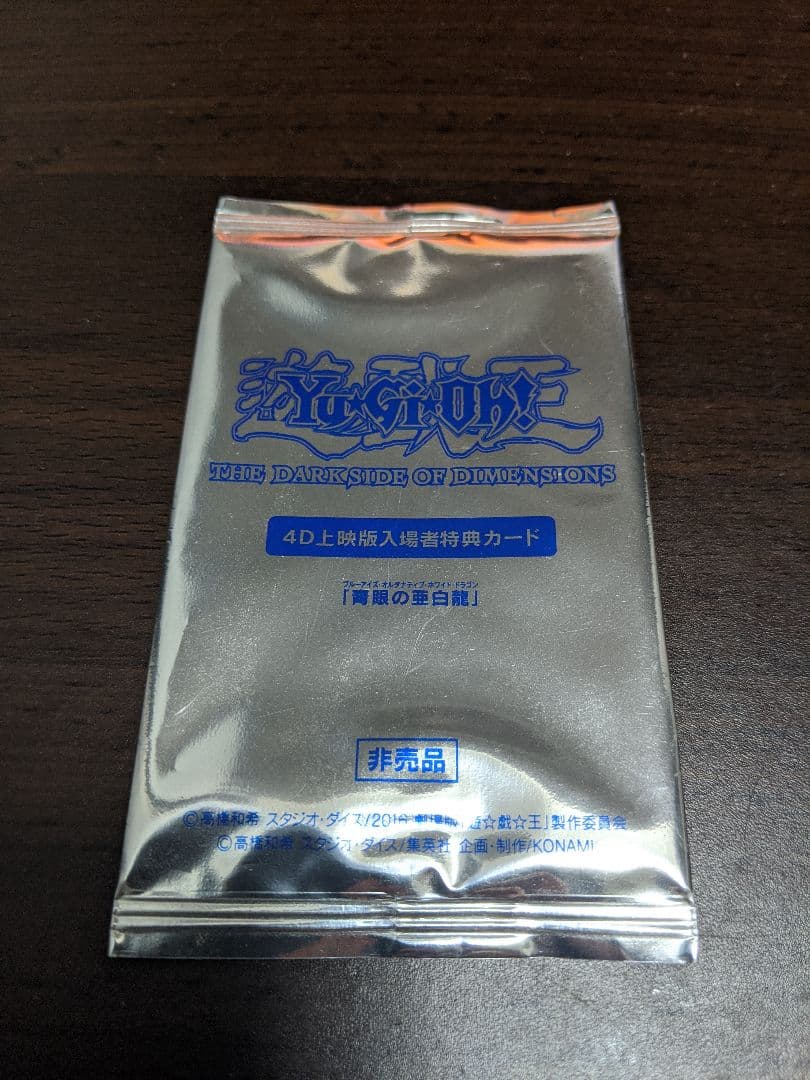 遊戯王
Yu-Gi-Oh!
THE DARKSIDE OF DIMENSIONS
4D上映版入場者特典カード
ブルーアイズ・オルタナティブ・ホワイト・ドラゴン
「青眼の亜白龍」
非売品
©高橋和希 スタジオ・ダイス/2016 劇場版「遊☆戯☆王」製作委員会
©高橋和希 スタジオ・ダイス/集英社 企画・制作/KONAMI